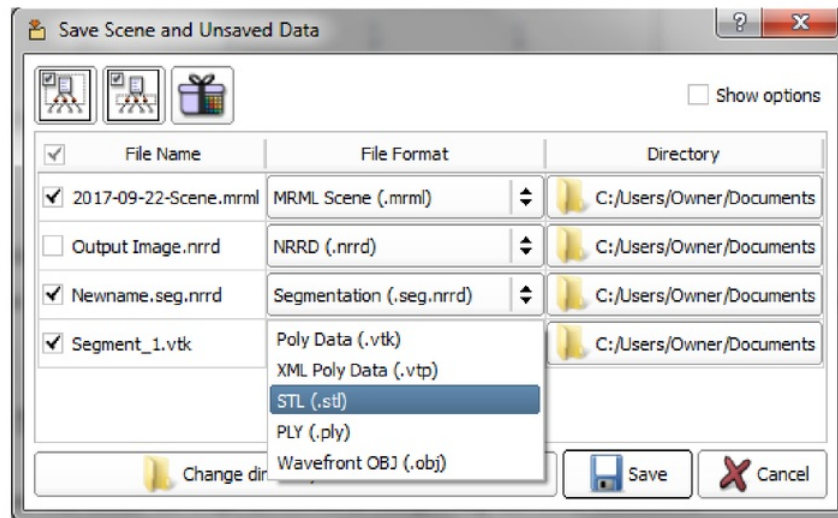 Save Scene and Unsaved Data
Show options
File Name File Format Directory
2017-09-22-Scene.mrml MRML Scene (.mrml) C:/Users/Owner/Documents
Output Image.nrrd NRRD (.nrrd) C:/Users/Owner/Documents
Newname.seg.nrrd Segmentation (.seg.nrrd) C:/Users/Owner/Documents
Segment_1.vtk Poly Data (.vtk) C:/Users/Owner/Documents
XML Poly Data (.vtp)
STL (.stl)
PLY (.ply)
Wavefront OBJ (.obj)
Change Save Cancel